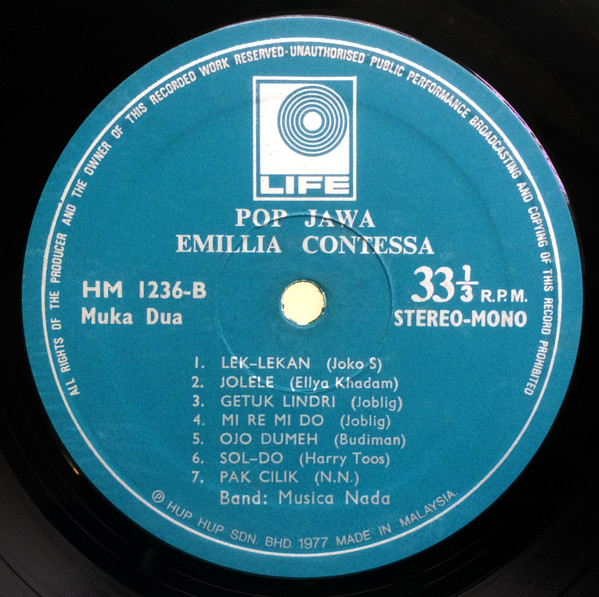 ALL RIGHTS OF THE PRODUCER AND THE OWNER OF THIS RECORDED WORK RESERVED·UNAUTHORISED PUBLIC PERFORMANCE BROADCASTING AND COPYING OF THIS RECORD PROHIBITED
LIFE
POP JAWA
EMILLIA CONTESSA
HM 1236-B
Muka Dua
33 1/3 R.P.M.
STEREO-MONO
1. LEK-LEKAN (Joko S)
2. JOLELE (Ellya Khadam)
3. GETUK LINDRI (Joblig)
4. MI RE MI DO (Joblig)
5. OJO DUMEH (Budiman)
6. SOL-DO (Harry Toos)
7. PAK CILIK (N.N.)
Band: Musica Nada
℗ HUP HUP SDN. BHD. 1977 MADE IN MALAYSIA.